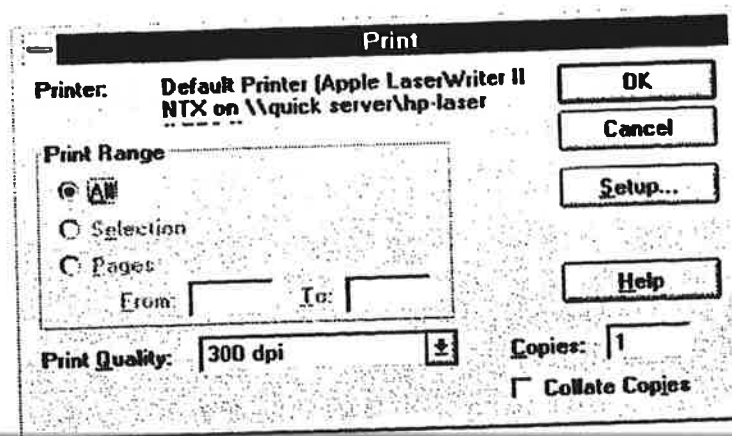 Print
Printer: Default Printer (Apple LaserWriter II
NTX on \\quick server\hp-laser
OK
Cancel
Setup...
Help
Print Range
All
Selection
Pages
From: To:
Print Quality: 300 dpi
Copies: 1
Collate Copies